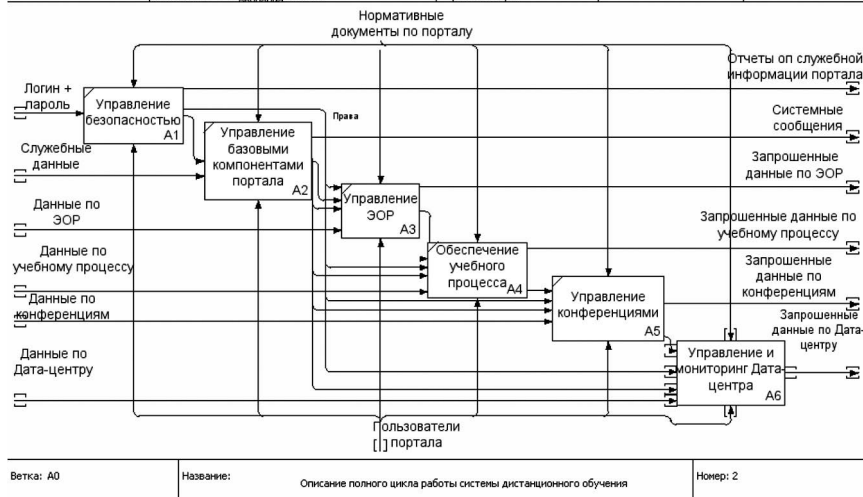 Нормативные
документы по порталу
Отчеты оп служебной
информации портала
Логин +
пароль
Управление
безопасностью
A1
Права
Системные
сообщения
Управление
базовыми
компонентами
портала
A2
Служебные
данные
Запрошенные
данные по ЭОР
Управление
ЭОР
A3
Данные по
ЭОР
Запрошенные данные по
учебному процессу
Обеспечение
учебного
процесса
A4
Данные по
учебному процессу
Запрошенные
данные по
конференциям
Управление
конференциями
A5
Данные по
конференциям
Запрошенные
данные по Дата-
центру
Управление и
мониторинг Дата-
центра
A6
Данные по
Дата-центру
Пользователи
портала
Ветка: A0
Название:
Описание полного цикла работы системы дистанционного обучения
Номер: 2